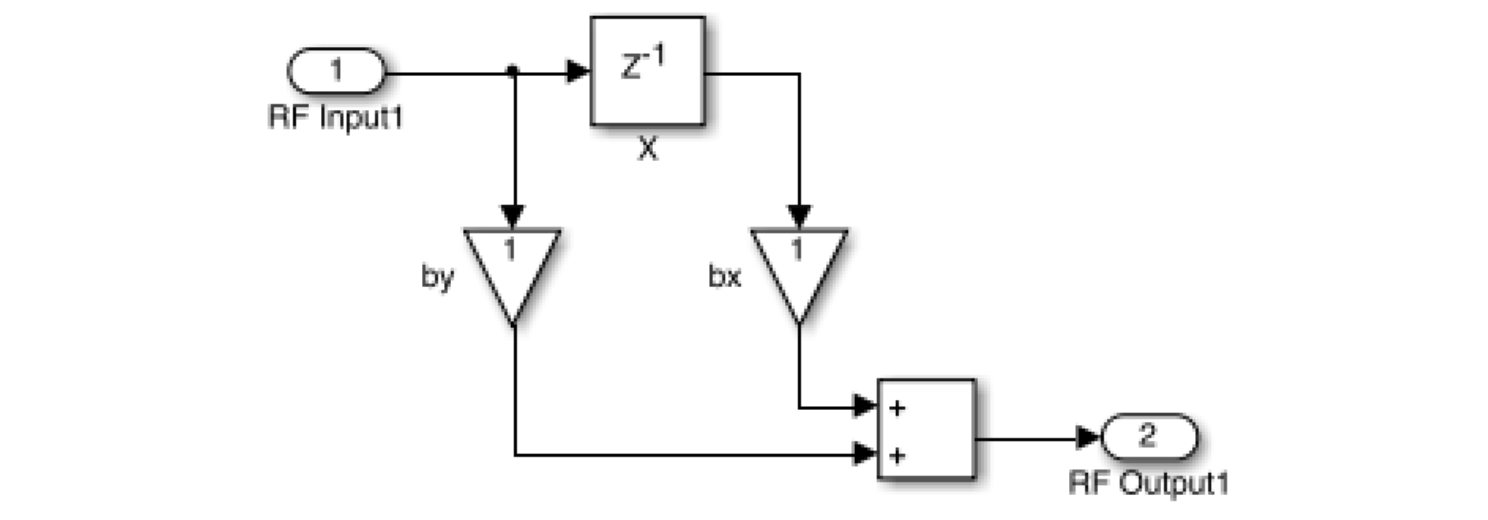 1
RF Input1
Z-1
X
1
by
1
bx
+
+
2
RF Output1